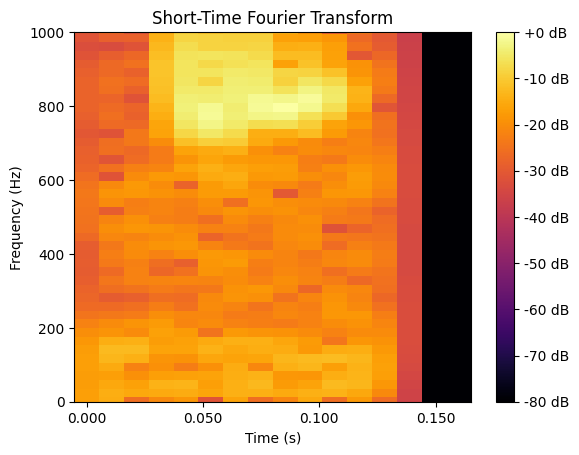 Short-Time Fourier Transform
1000
800
600
400
200
0
Frequency (Hz)
0.000
0.050
0.100
0.150
Time (s)
+0 dB
-10 dB
-20 dB
-30 dB
-40 dB
-50 dB
-60 dB
-70 dB
-80 dB